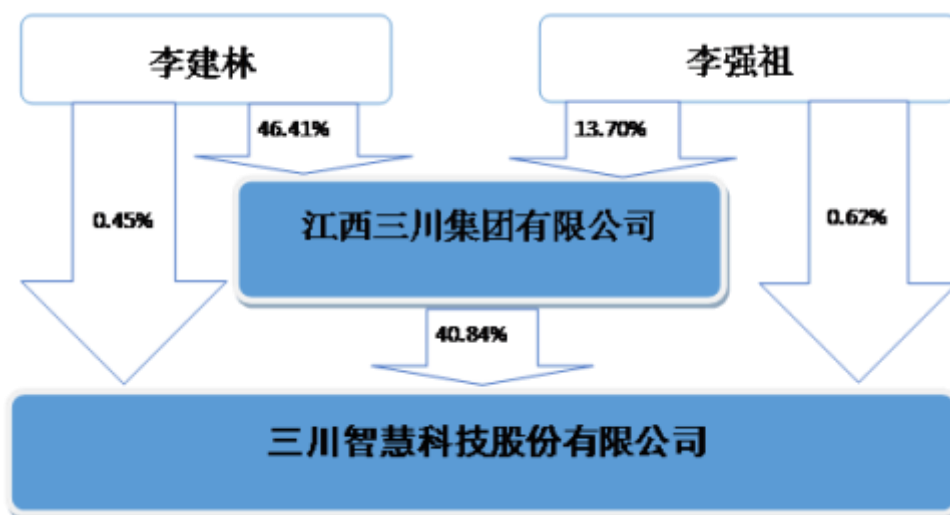 李建林
李强祖
46.41%
13.70%
0.45%
江西三川集团有限公司
0.62%
40.84%
三川智慧科技股份有限公司